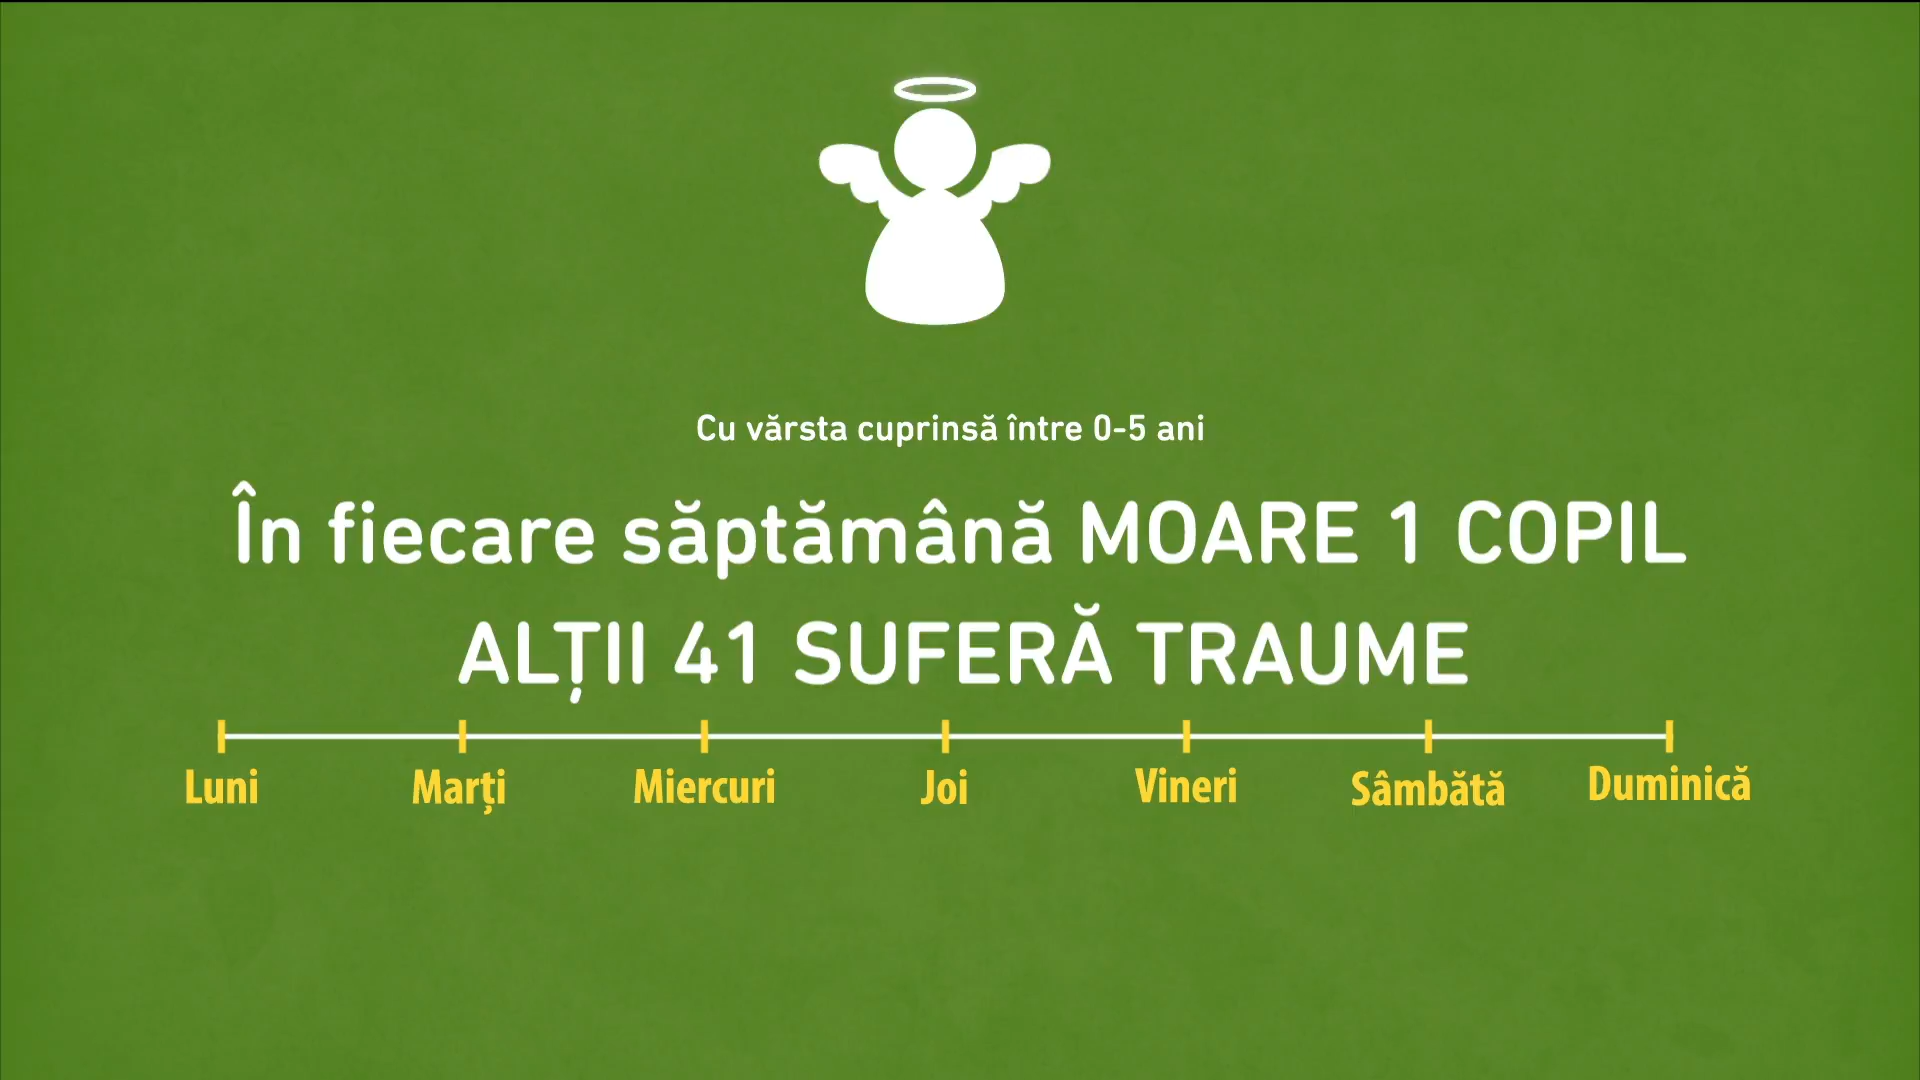 Cu vărsta cuprinsă între 0-5 ani
În fiecare săptămână MOARE 1 COPIL
ALȚII 41 SUFERĂ TRAUME
Luni Marți Miercuri Joi Vineri Sâmbătă Duminică